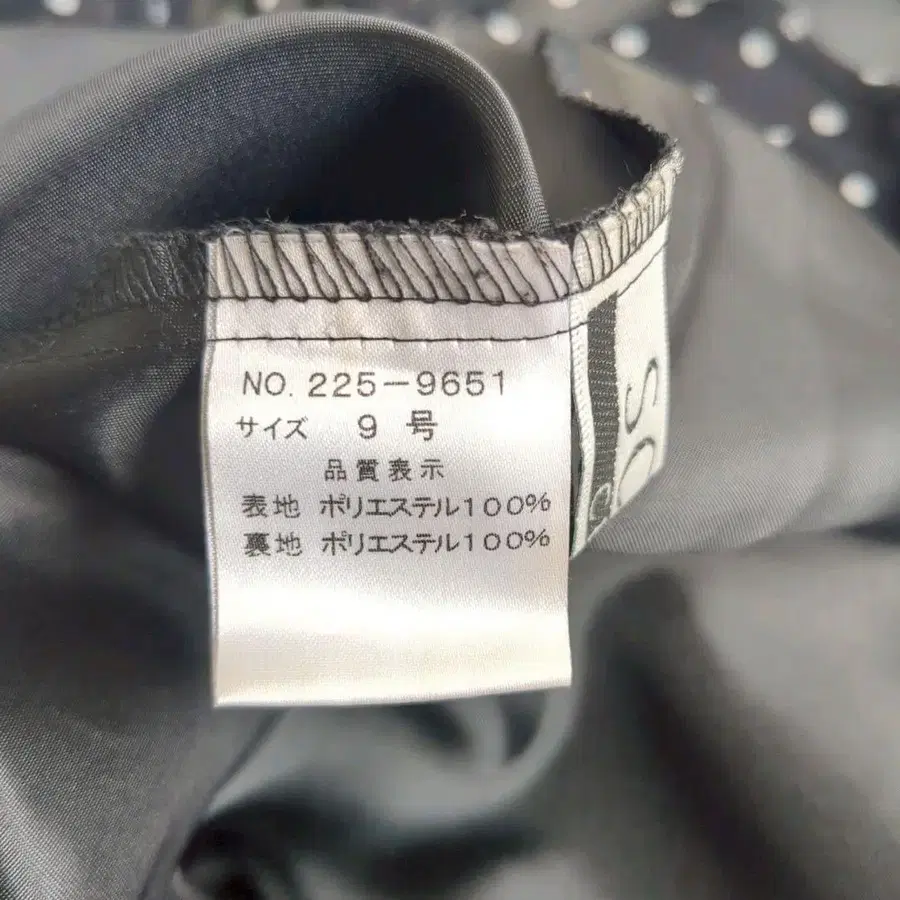 NO. 225-9651
サイズ 9 号
品質表示
表地 ポリエステル100%
裏地 ポリエステル100%